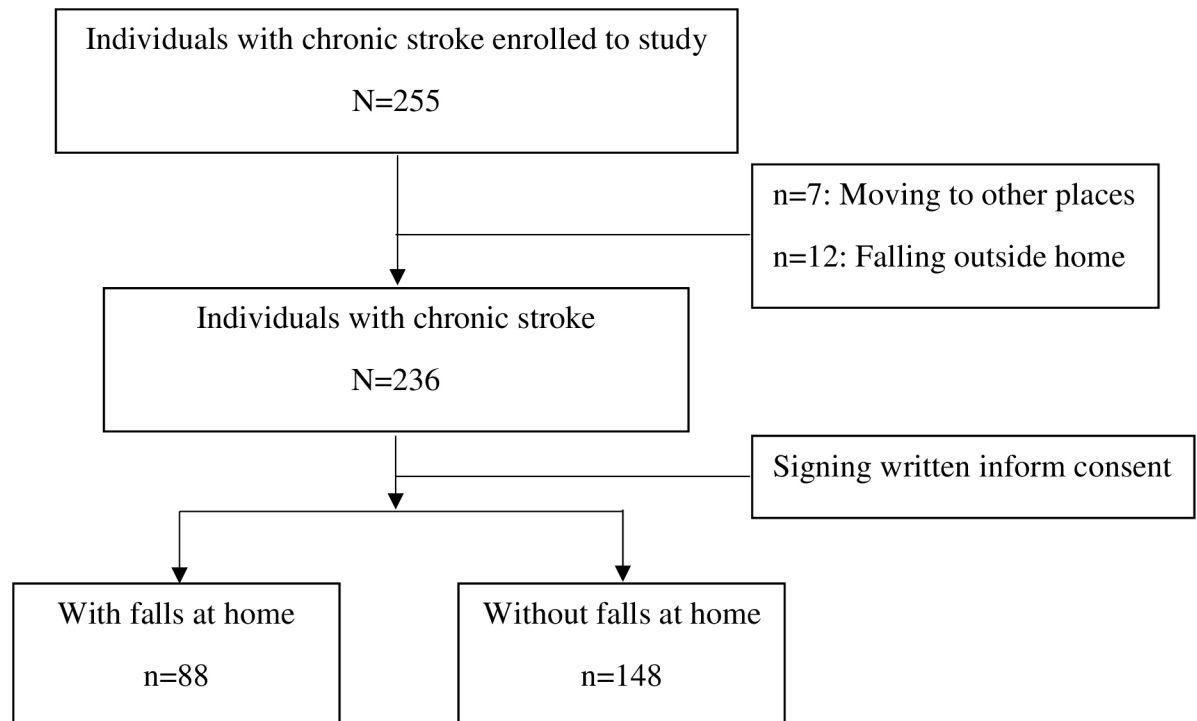 Individuals with chronic stroke enrolled to study
N=255
n=7: Moving to other places
n=12: Falling outside home
Individuals with chronic stroke
N=236
Signing written inform consent
With falls at home
n=88
Without falls at home
n=148